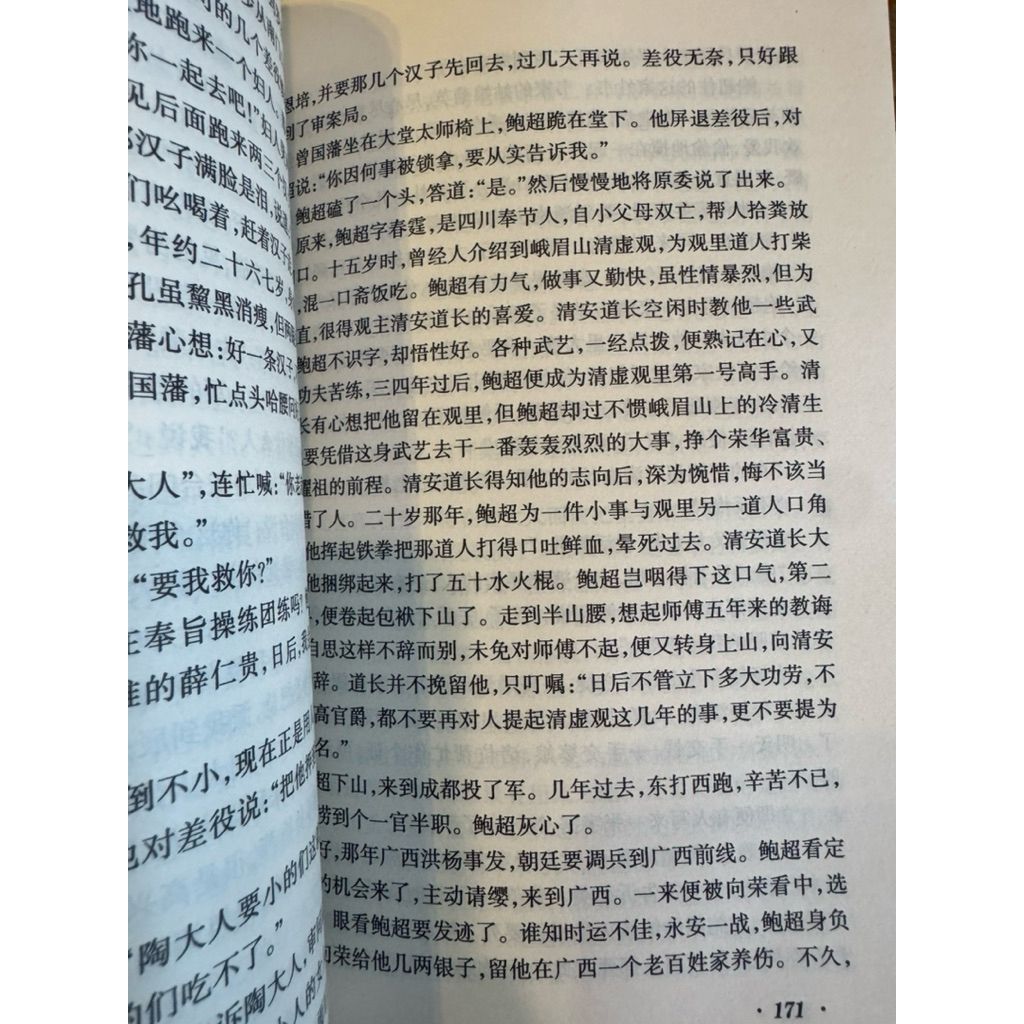 地跑来一个妇人
你一起去吧!”妇人
见后面跑来两三个
汉子满脸是泪,说
们吆喝着,赶着汉子
,年约二十六七岁,
孔虽黧黑消瘦,但
藩心想:好一条汉子
国藩,忙点头哈腰
大人”,连忙喊:“你
救我。”
“要我救你?”
在奉旨操练团练吗?
的薛仁贵,日后,
到不小,现在正是用
也对差役说:“把他
陶大人要小的们
们吃不了。”
诉陶大人,
恩培,并要那几个汉子先回去,过几天再说。差役无奈,只好跟
到了审案局。
曾国藩坐在大堂太师椅上,鲍超跪在堂下。他屏退差役后,对
超说:“你因何事被锁拿,要从实告诉我。”
鲍超磕了一个头,答道:“是。”然后慢慢地将原委说了出来。
原来,鲍超字春霆,是四川奉节人,自小父母双亡,帮人拾粪放
口。十五岁时,曾经人介绍到峨眉山清虚观,为观里道人打柴
,混一口斋饭吃。鲍超有力气,做事又勤快,虽性情暴烈,但为
直,很得观主清安道长的喜爱。清安道长空闲时教他一些武
鲍超不识字,却悟性好。各种武艺,一经点拨,便熟记在心,又
功夫苦练,三四年过后,鲍超便成为清虚观里第一号高手。清
长有心想把他留在观里,但鲍超却过不惯峨眉山上的冷清生
要凭借这身武艺去干一番轰轰烈烈的大事,挣个荣华富贵、
耀祖的前程。清安道长得知他的志向后,深为惋惜,悔不该当
错了人。二十岁那年,鲍超为一件小事与观里另一道人口角
他挥起铁拳把那道人打得口吐鲜血,晕死过去。清安道长大
他捆绑起来,打了五十水火棍。鲍超岂咽得下这口气,第二
,便卷起包袱下山了。走到半山腰,想起师傅五年来的教诲
自思这样不辞而别,未免对师傅不起,便又转身上山,向清安
辞。道长并不挽留他,只叮嘱:“日后不管立下多大功劳,不
高官爵,都不要再对人提起清虚观这几年的事,更不要提为
名。”
超下山,来到成都投了军。几年过去,东打西跑,辛苦不已,
捞到个一官半职。鲍超灰心了。
好,那年广西洪杨事发,朝廷要调兵到广西前线。鲍超看定
的机会来了,主动请缨,来到广西。一来便被向荣看中,选
眼看鲍超要发迹了。谁知时运不佳,永安一战,鲍超身负
向荣给他几两银子,留他在广西一个老百姓家养伤。不久,
·171·